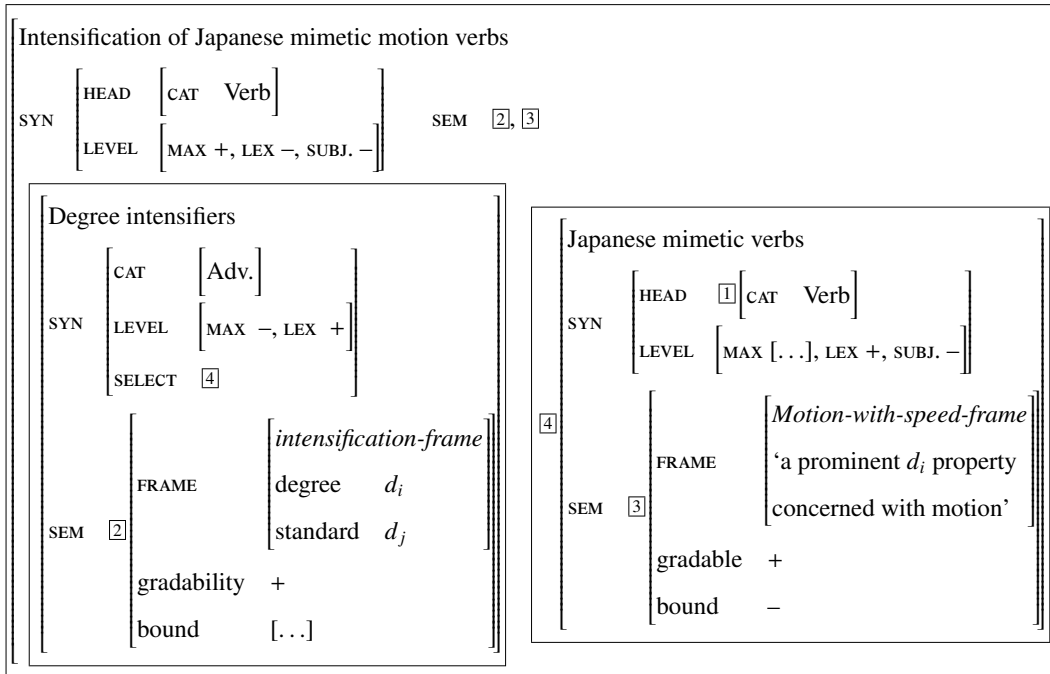 Intensification of Japanese mimetic motion verbs
SYN HEAD CAT Verb
LEVEL MAX +, LEX –, SUBJ. –
SEM 2, 3
Degree intensifiers
SYN CAT Adv.
LEVEL MAX –, LEX +
SELECT 4
SEM 2 FRAME intensification-frame
degree d_i
standard d_j
gradability +
bound [...]
4
Japanese mimetic verbs
SYN HEAD 1 CAT Verb
LEVEL MAX [...], LEX +, SUBJ. –
SEM 3 FRAME Motion-with-speed-frame
‘a prominent d_i property
concerned with motion’
gradable +
bound –